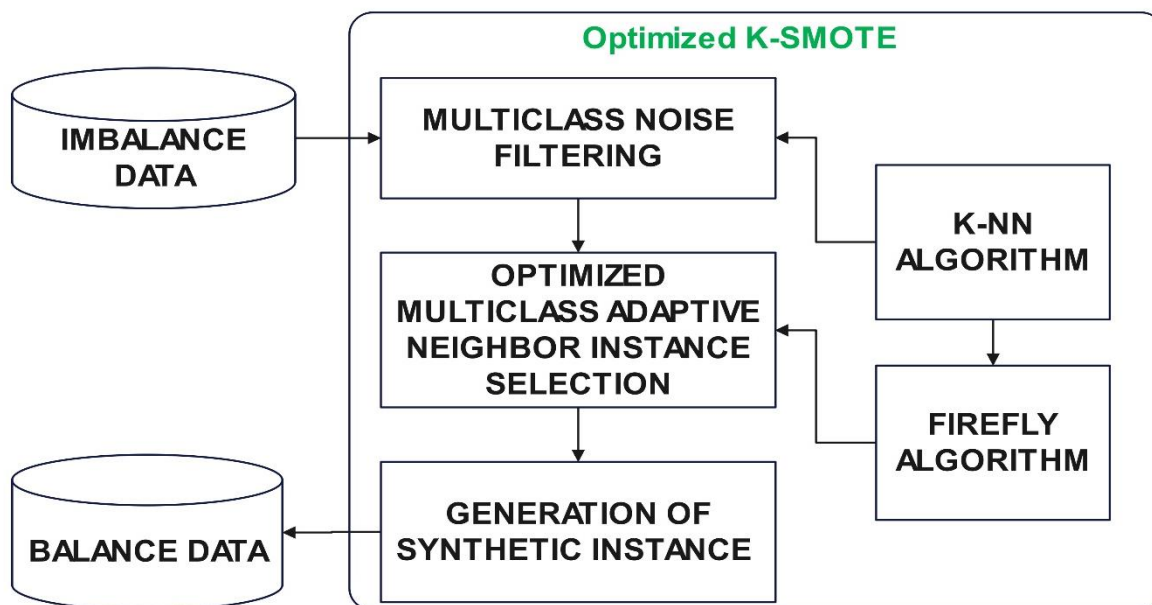 Optimized K-SMOTE
IMBALANCE
DATA
MULTICLASS NOISE
FILTERING
K-NN
ALGORITHM
OPTIMIZED
MULTICLASS ADAPTIVE
NEIGHBOR INSTANCE
SELECTION
FIREFLY
ALGORITHM
GENERATION OF
SYNTHETIC INSTANCE
BALANCE DATA